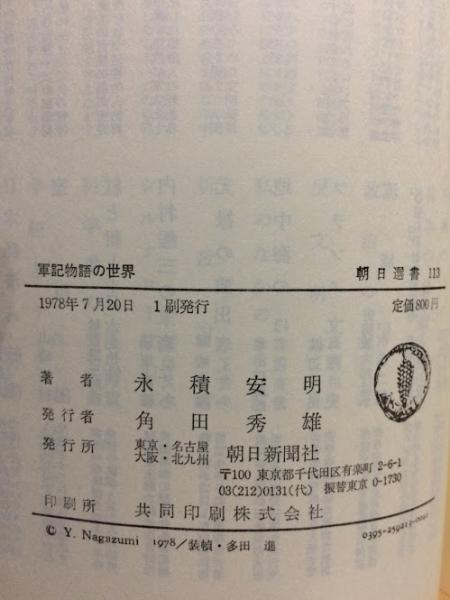 軍記物語の世界 朝日選書 113
1978年7月20日 1刷発行 定価800円
著者 永積安明
発行者 角田秀雄
発行所 東京・名古屋 朝日新聞社
大阪・北九州
〒100 東京都千代田区有楽町 2-6-1
03(212)0131(代) 振替東京 0-1730
印刷所 共同印刷株式会社
© Y. Nagazumi 1978/装幀・多田 進
0395-259213-0042